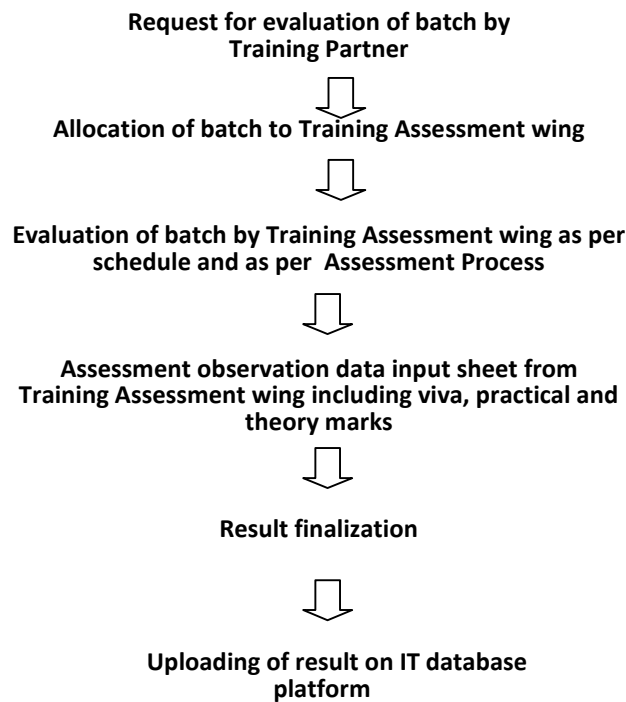 Request for evaluation of batch by
Training Partner
Allocation of batch to Training Assessment wing
Evaluation of batch by Training Assessment wing as per
schedule and as per Assessment Process
Assessment observation data input sheet from
Training Assessment wing including viva, practical and
theory marks
Result finalization
Uploading of result on IT database
platform